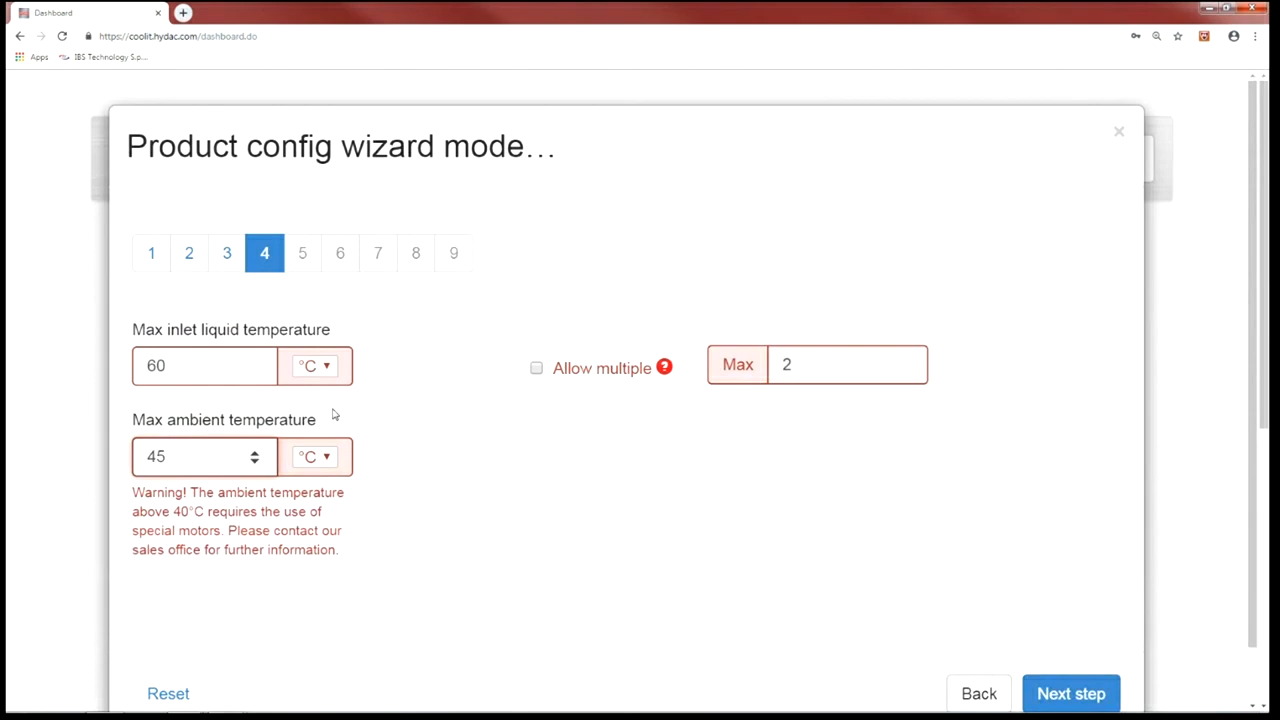 Dashboard
https://coolit.hydac.com/dashboard.do
Apps
IBS Technology S.p...
Product config wizard mode...
1 2 3 4 5 6 7 8 9
Max inlet liquid temperature
60 °C
Allow multiple ?
Max 2
Max ambient temperature
45 °C
Warning! The ambient temperature
above 40°C requires the use of
special motors. Please contact our
sales office for further information.
Reset
Back
Next step